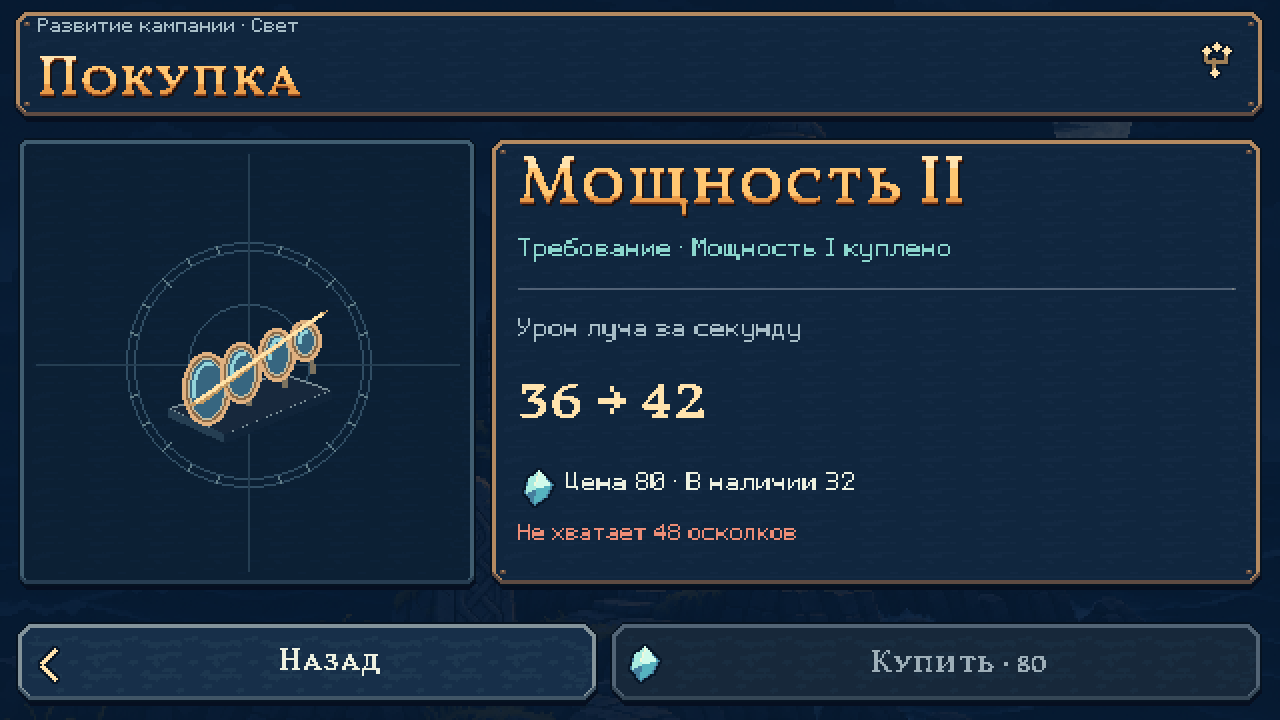 Развитие кампании · Свет
Покупка
Мощность II
Требование · Мощность I куплено
Урон луча за секунду
36 → 42
Цена 80 · В наличии 32
Не хватает 48 осколков
Назад
Купить · 80